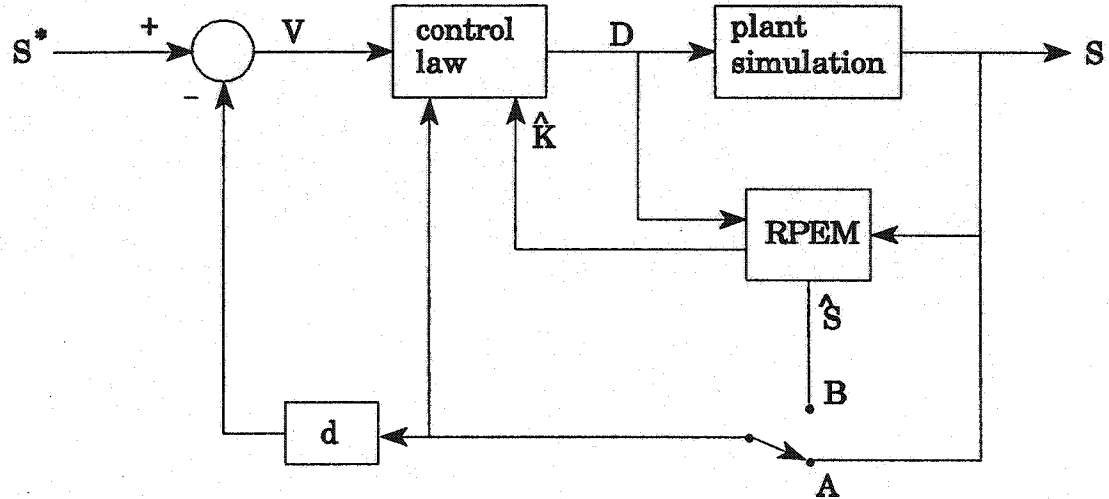 S*
+
V
control
law
D
plant
simulation
S
−
K̂
RPEM
Ŝ
B
d
A